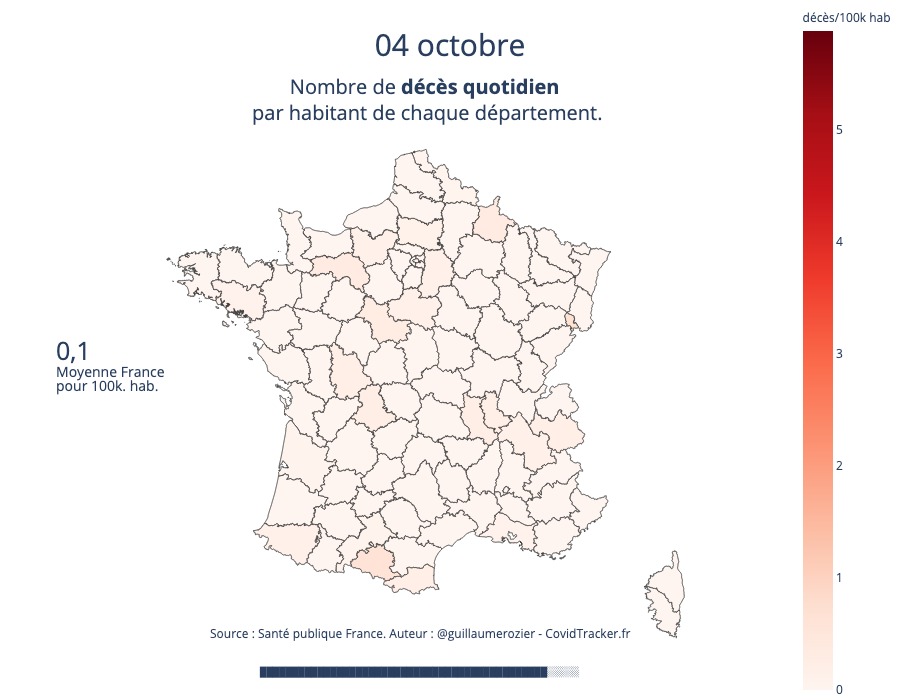 décès/100k hab
04 octobre
Nombre de décès quotidien
par habitant de chaque département.
5
4
3
2
1
0
0,1
Moyenne France
pour 100k. hab.
Source : Santé publique France. Auteur : @guillaumerozier - CovidTracker.fr